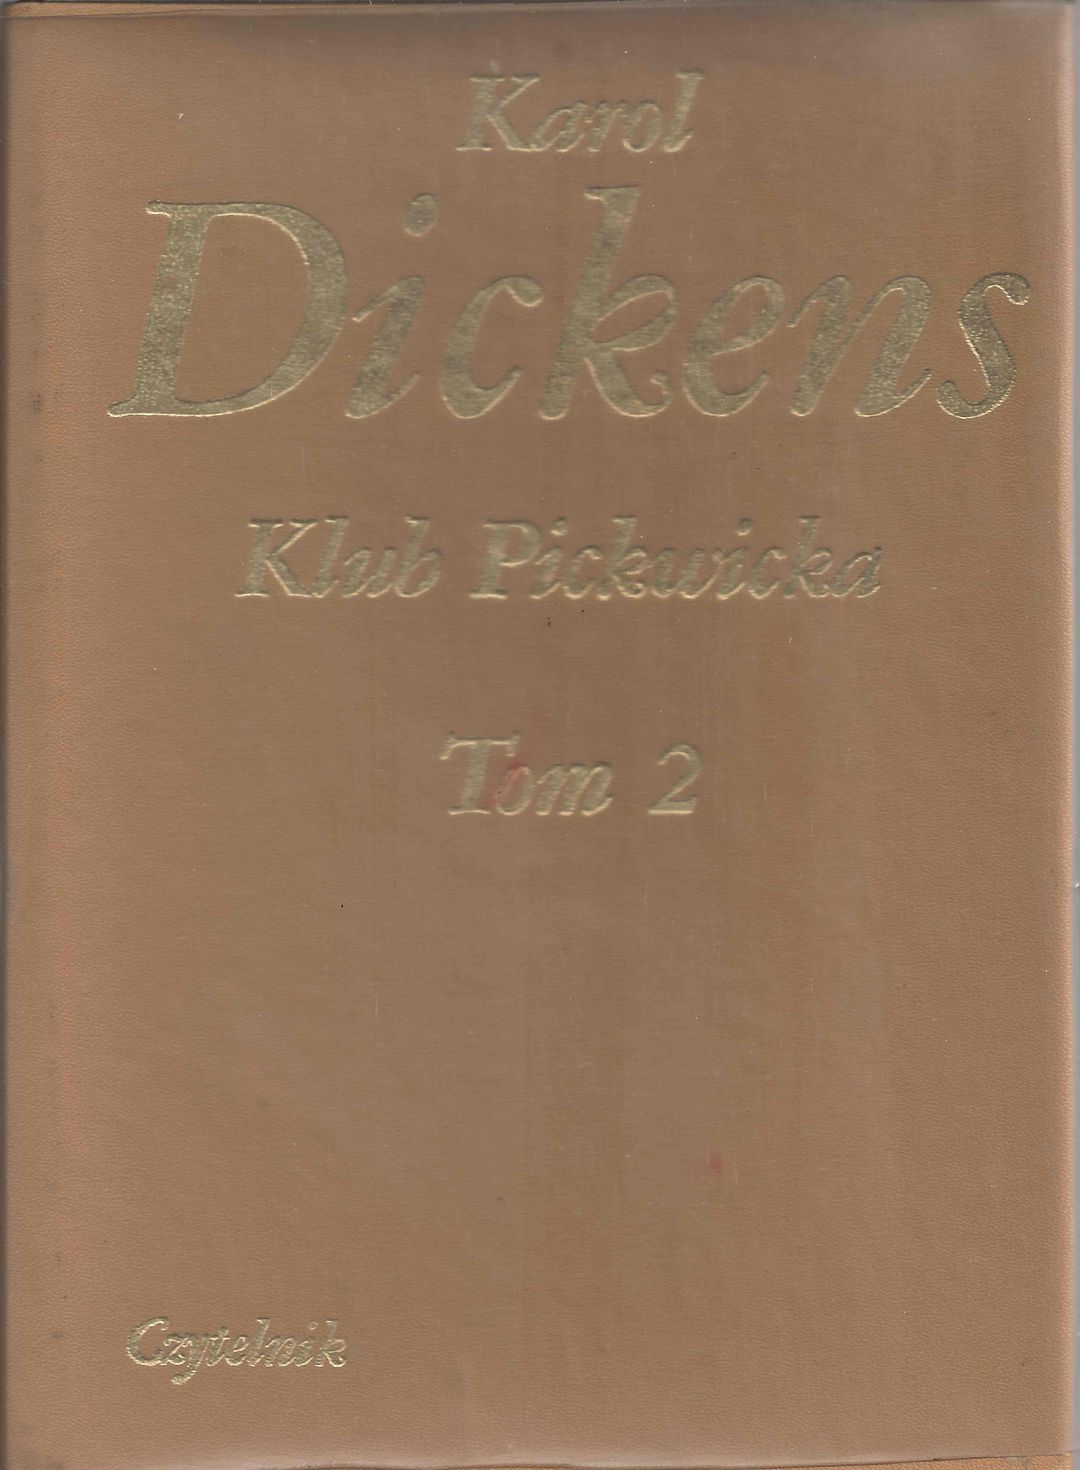 Karol
Dickens
Klub Pickwicka
Tom 2
Czytelnik